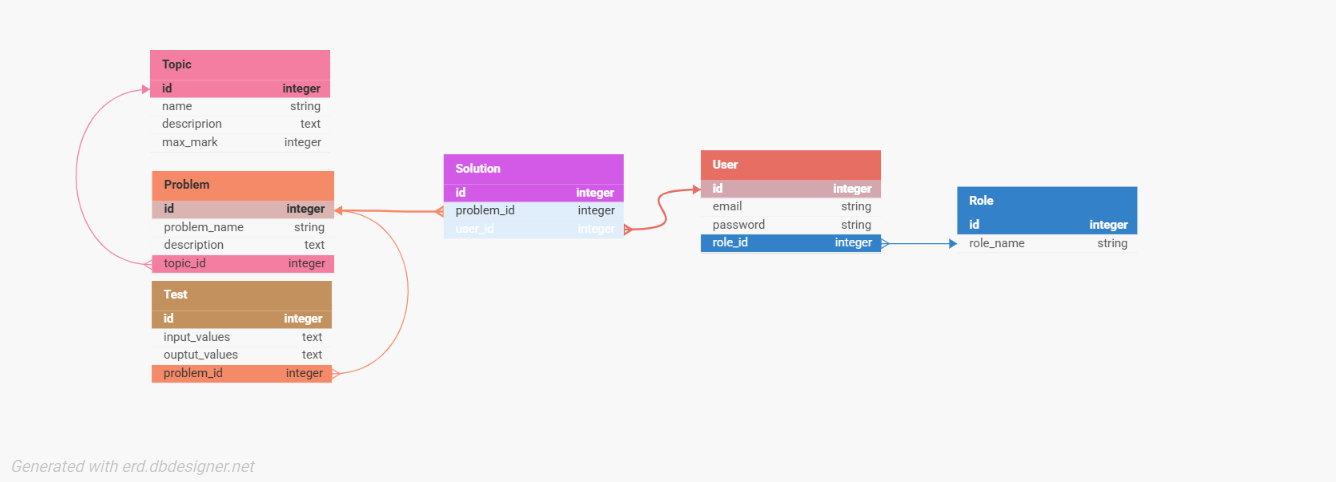 Topic
id integer
name string
descriprion text
max_mark integer
Problem
id integer
problem_name string
description text
topic_id integer
Test
id integer
input_values text
ouptut_values text
problem_id integer
Solution
id integer
problem_id integer
user_id integer
User
id integer
email string
password string
role_id integer
Role
id integer
role_name string
Generated with erd.dbdesigner.net